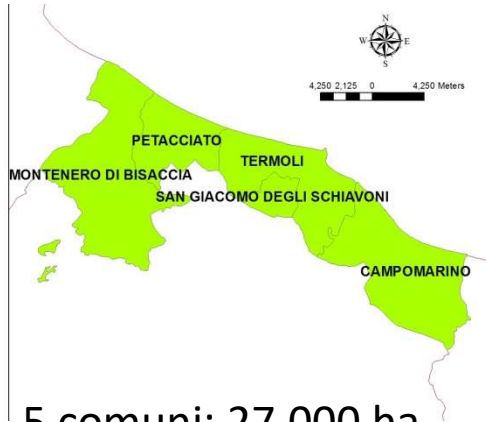 N
W E
S
4,250 2,125 0 4,250 Meters
PETACCIATO
TERMOLI
MONTENERO DI BISACCIA
SAN GIACOMO DEGLI SCHIAVONI
CAMPOMARINO
5 comuni: 27.000 ha